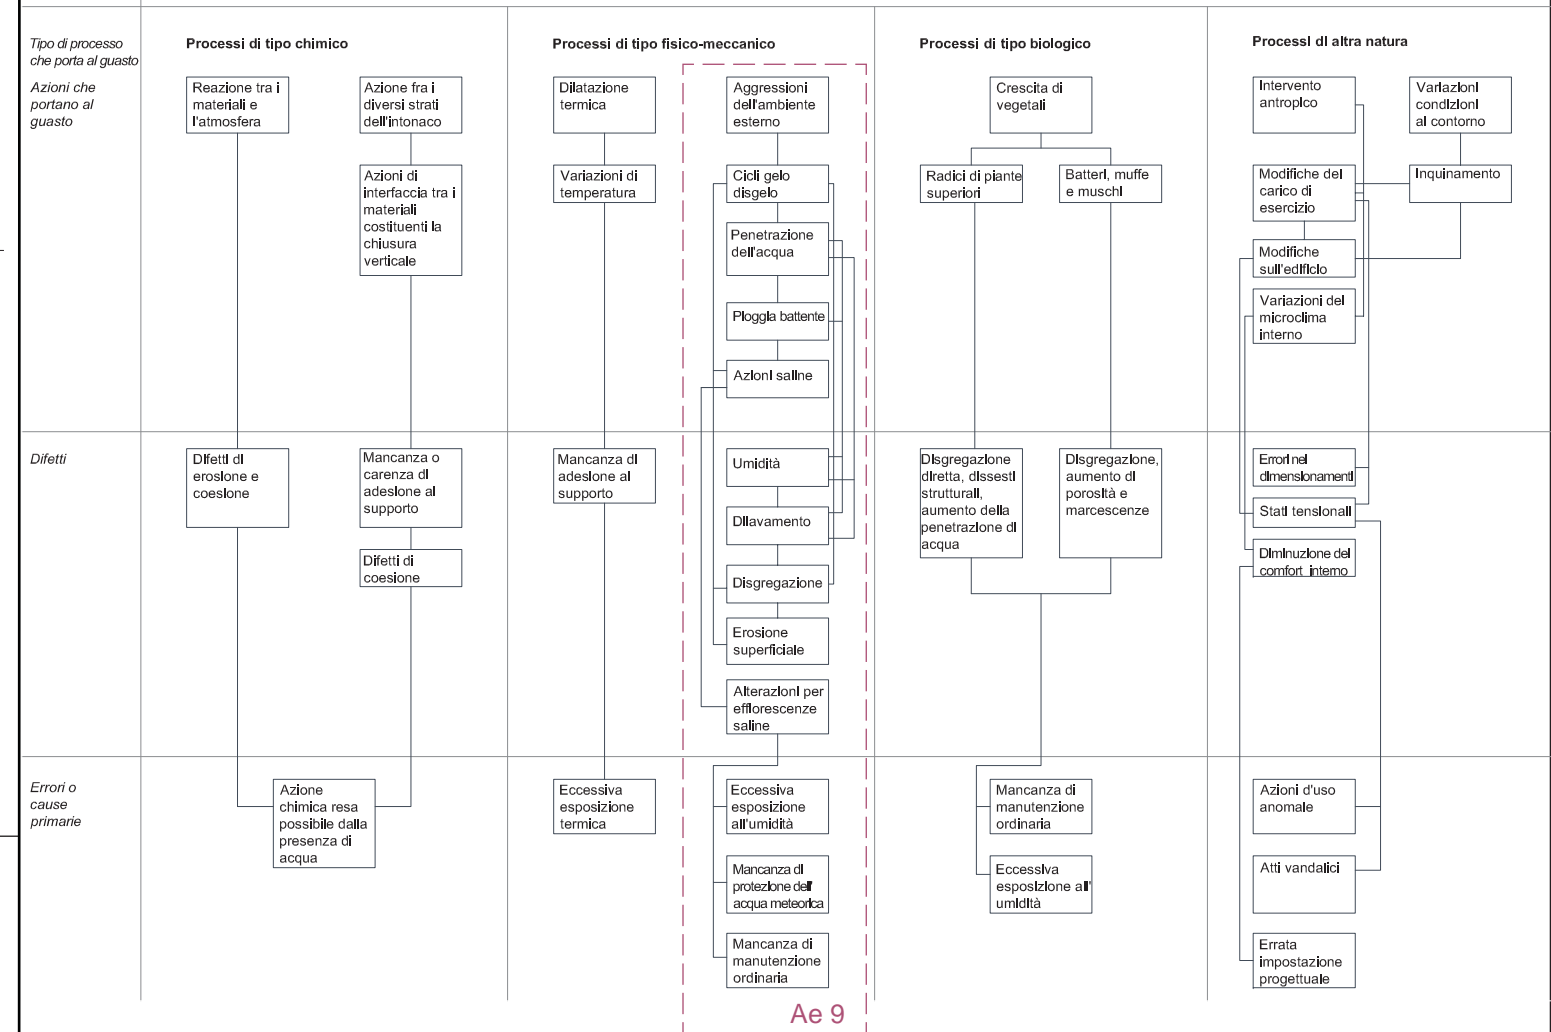 Tipo di processo
che porta al guasto
Processi di tipo chimico
Processi di tipo fisico-meccanico
Processi di tipo biologico
Processi di altra natura
Azioni che
portano al
guasto
Reazione tra i
materiali e
l'atmosfera
Azione fra i
diversi strati
dell'intonaco
Azioni di
interfaccia tra i
materiali
costituenti la
chiusura
verticale
Dilatazione
termica
Variazioni di
temperatura
Aggressioni
dell'ambiente
esterno
Cicli gelo
disgelo
Penetrazione
dell'acqua
Pioggia battente
Azioni saline
Crescita di
vegetali
Radici di piante
superiori
Batteri, muffe
e muschi
Intervento
antropico
Variazioni
condizioni
al contorno
Modifiche del
carico di
esercizio
Inquinamento
Modifiche
sull'edificio
Variazioni del
microclima
interno
Difetti
Difetti di
erosione e
coesione
Mancanza o
carenza di
adesione al
supporto
Difetti di
coesione
Mancanza di
adesione al
supporto
Umidità
Dilavamento
Disgregazione
Erosione
superficiale
Alterazioni per
efflorescenze
saline
Disgregazione
diretta, dissesti
strutturali,
aumento della
penetrazione di
acqua
Disgregazione,
aumento di
porosità e
marcescenze
Errori nel
dimensionamenti
Stati tensionali
Diminuzione del
comfort interno
Errori o
cause
primarie
Azione
chimica resa
possibile dalla
presenza di
acqua
Eccessiva
esposizione
termica
Eccessiva
esposizione
all'umidità
Mancanza di
protezione dell'
acqua meteorica
Mancanza di
manutenzione
ordinaria
Mancanza di
manutenzione
ordinaria
Eccessiva
esposizione all'
umidità
Azioni d'uso
anomale
Atti vandalici
Errata
impostazione
progettuale
Ae 9